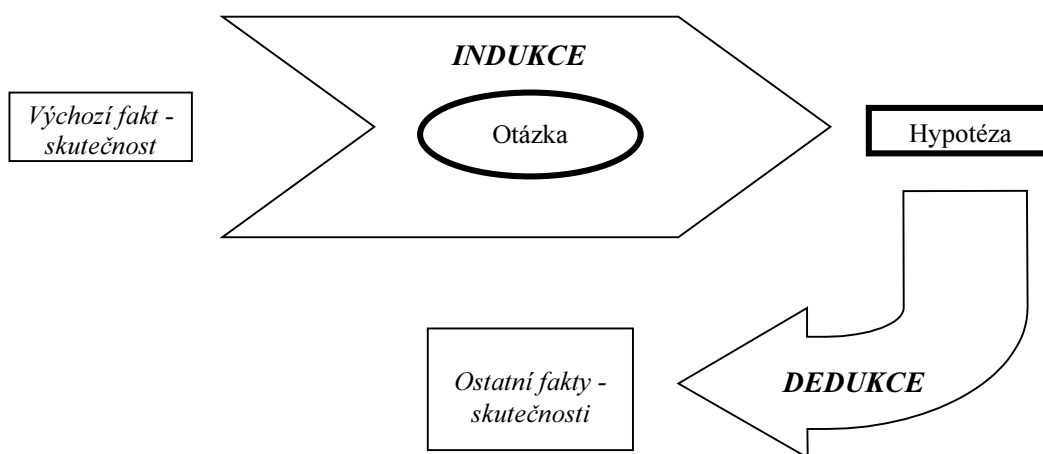 INDUKCE
Výchozí fakt -
skutečnost
Otázka
Hypotéza
Ostatní fakty -
skutečnosti
DEDUKCE